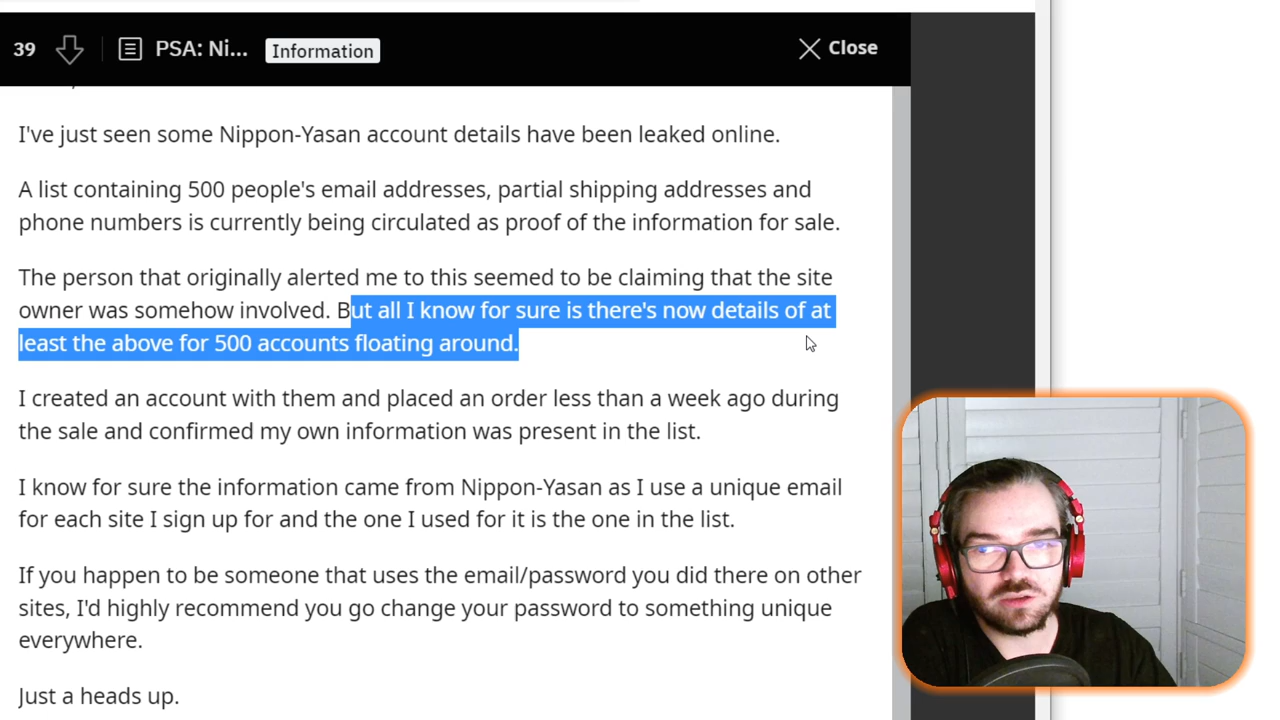 39 PSA: Ni... Information Close
I've just seen some Nippon-Yasan account details have been leaked online.
A list containing 500 people's email addresses, partial shipping addresses and
phone numbers is currently being circulated as proof of the information for sale.
The person that originally alerted me to this seemed to be claiming that the site
owner was somehow involved. But all I know for sure is there's now details of at
least the above for 500 accounts floating around.
I created an account with them and placed an order less than a week ago during
the sale and confirmed my own information was present in the list.
I know for sure the information came from Nippon-Yasan as I use a unique email
for each site I sign up for and the one I used for it is the one in the list.
If you happen to be someone that uses the email/password you did there on other
sites, I'd highly recommend you go change your password to something unique
everywhere.
Just a heads up.